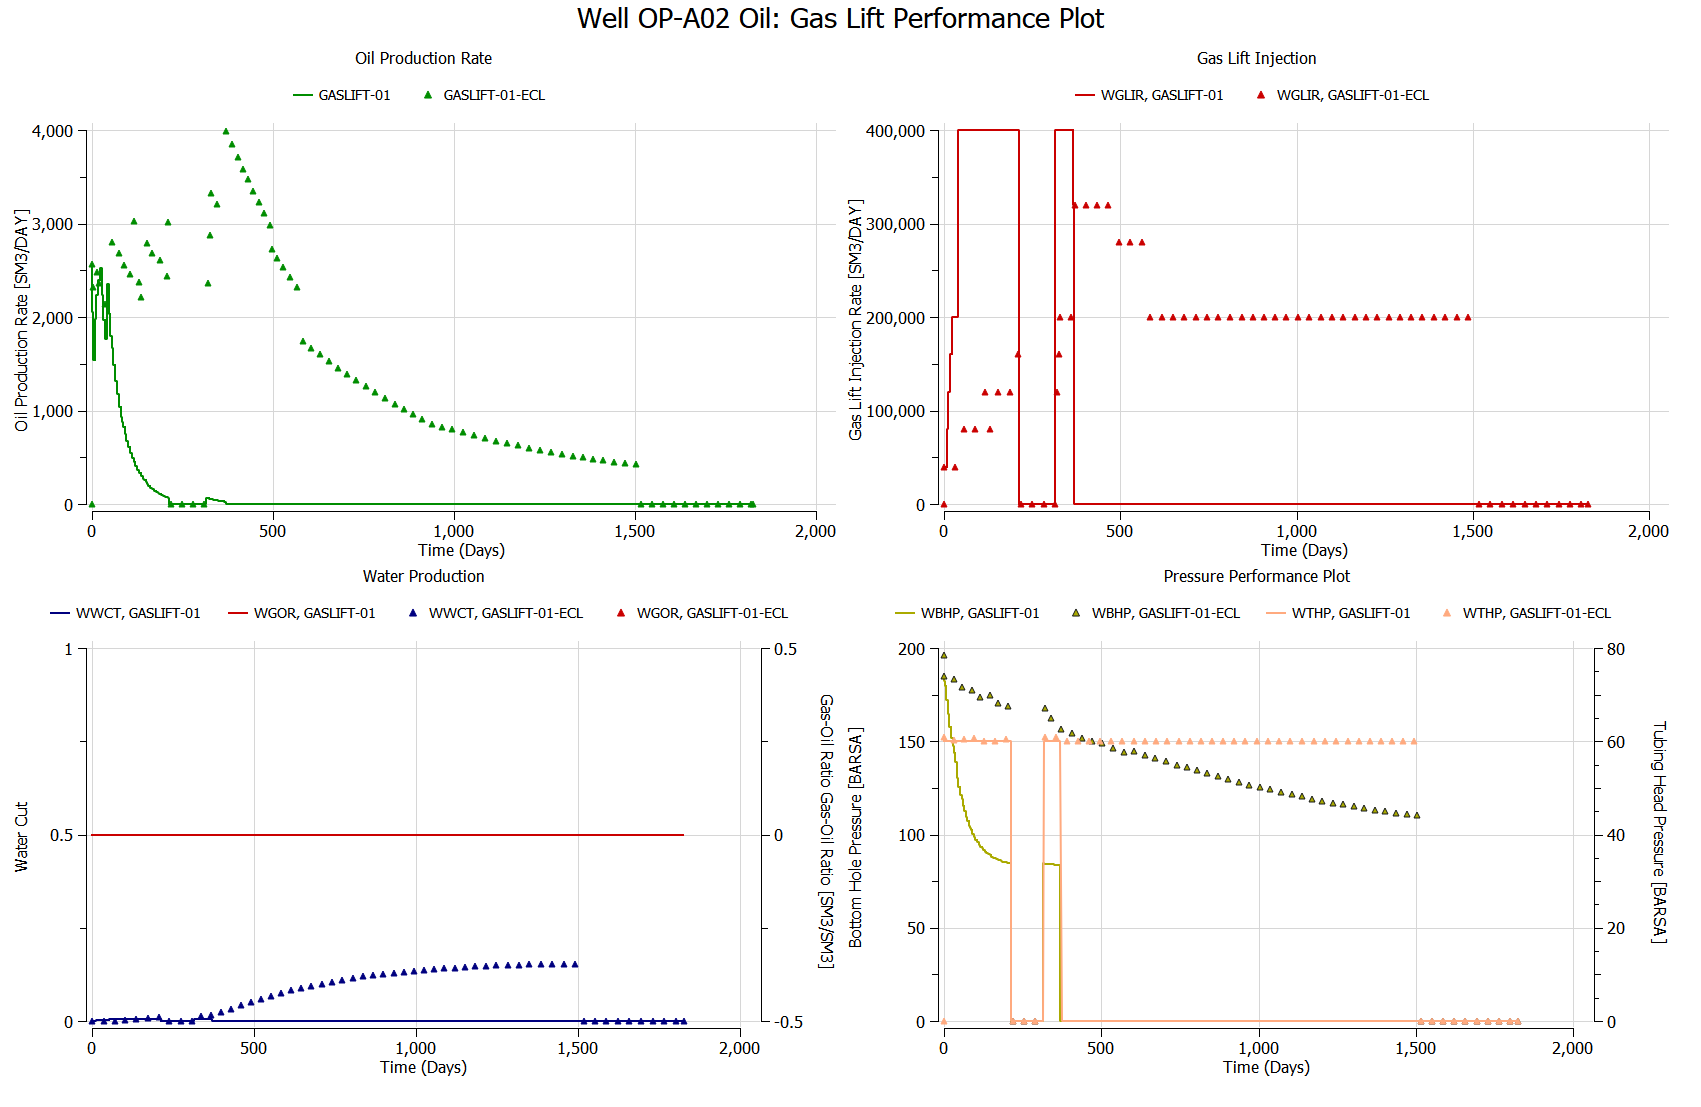 Well OP-A02 Oil: Gas Lift Performance Plot
Oil Production Rate
GASLIFT-01
GASLIFT-01-ECL
Oil Production Rate [SM3/DAY]
4,000
3,000
2,000
1,000
0
0
500
1,000
1,500
2,000
Time (Days)
Gas Lift Injection
WGLIR, GASLIFT-01
WGLIR, GASLIFT-01-ECL
Gas Lift Injection Rate [SM3/DAY]
400,000
300,000
200,000
100,000
0
0
500
1,000
1,500
2,000
Time (Days)
Water Production
WWCT, GASLIFT-01
WGOR, GASLIFT-01
WWCT, GASLIFT-01-ECL
WGOR, GASLIFT-01-ECL
Water Cut
1
0.5
0
0.5
0
-0.5
Gas-Oil Ratio Gas-Oil Ratio [SM3/SM3]
0
500
1,000
1,500
2,000
Time (Days)
Pressure Performance Plot
WBHP, GASLIFT-01
WBHP, GASLIFT-01-ECL
WTHP, GASLIFT-01
WTHP, GASLIFT-01-ECL
Bottom Hole Pressure [BARSA]
200
150
100
50
0
80
60
40
20
0
Tubing Head Pressure [BARSA]
0
500
1,000
1,500
2,000
Time (Days)